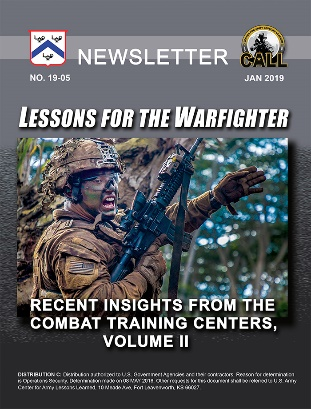 NEWSLETTER
CALL
NO. 19-05
JAN 2019
LESSONS FOR THE WARFIGHTER
RECENT INSIGHTS FROM THE
COMBAT TRAINING CENTERS,
VOLUME II
DISTRIBUTION C: Distribution authorized to U.S. Government Agencies and their contractors. Reason for determination
is Operations Security. Determination made on 08 MAY 2018. Other requests for this document shall be referred to U.S. Army
Center for Army Lessons Learned, 10 Meade Ave, Fort Leavenworth, KS 66027.